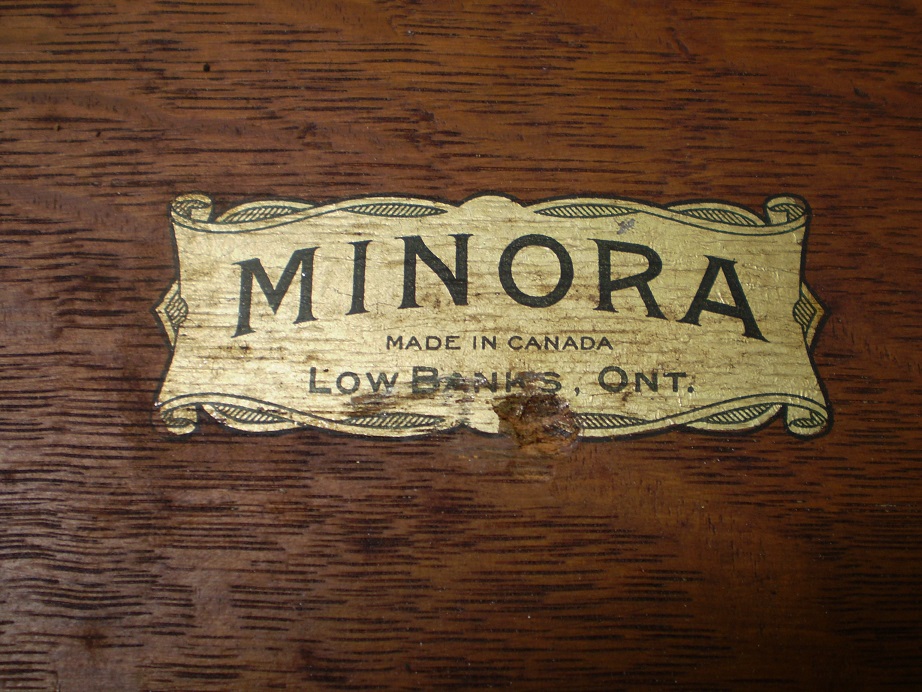 MINORA
MADE IN CANADA
LOW BANKS, ONT.